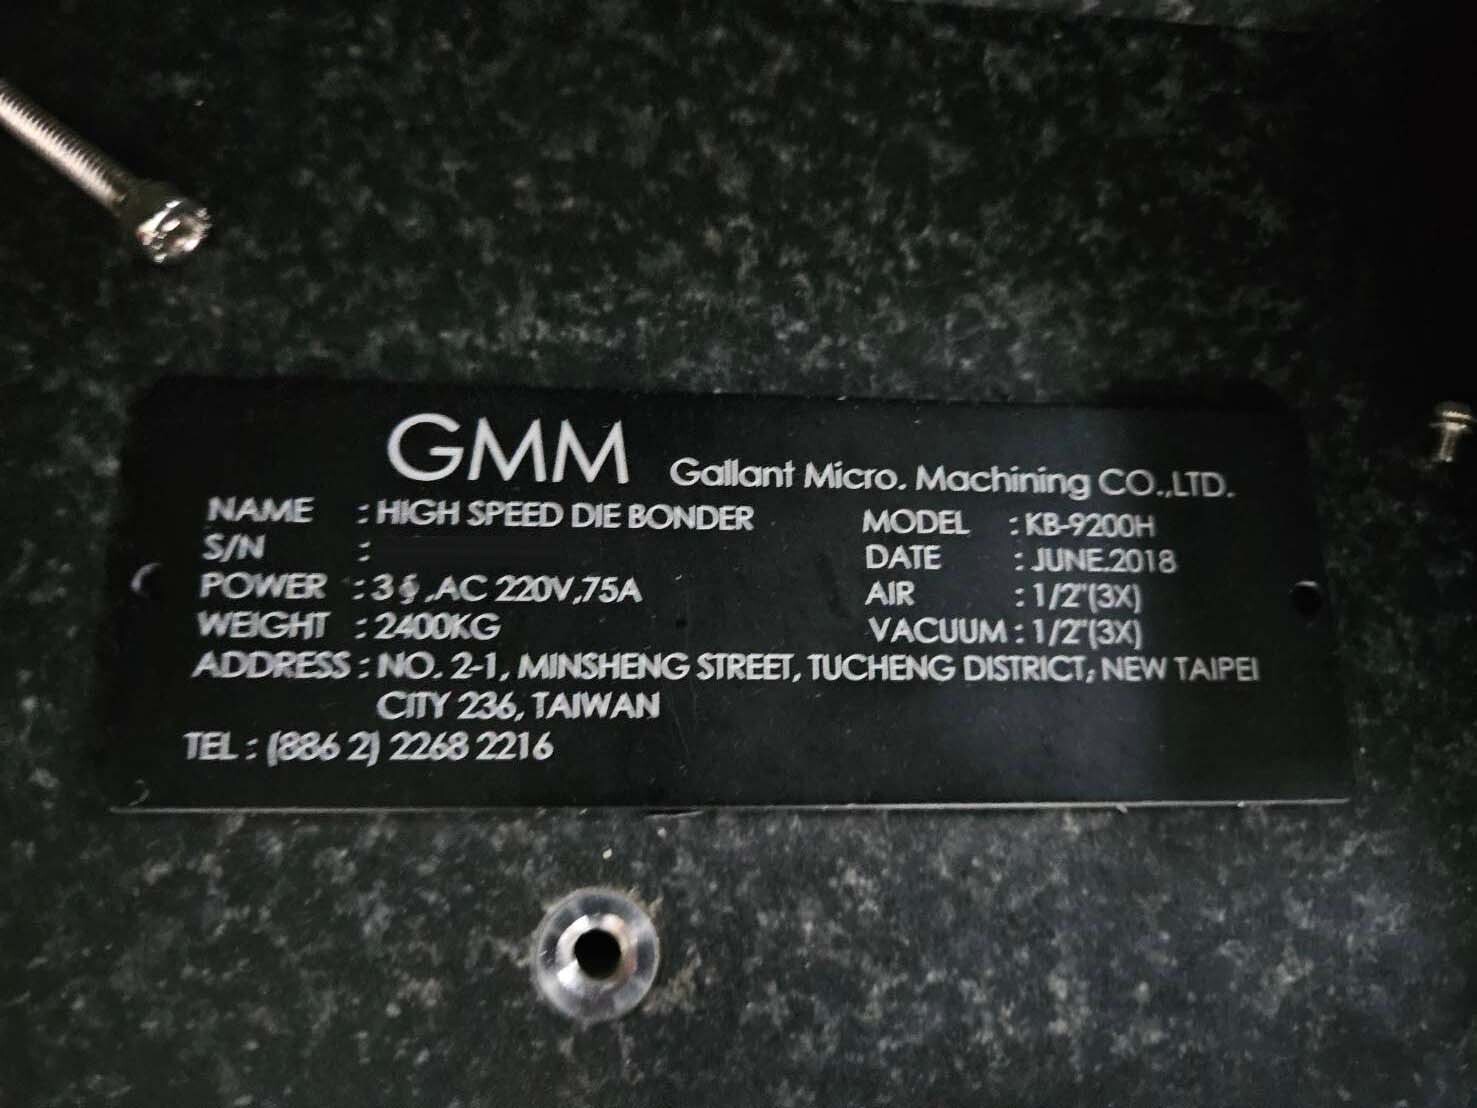 GMM Gallant Micro. Machining CO.,LTD.
NAME : HIGH SPEED DIE BONDER MODEL : KB-9200H
S/N : DATE : JUNE.2018
POWER : 3ϕ,AC 220V,75A AIR : 1/2"(3X)
WEIGHT : 2400KG VACUUM : 1/2"(3X)
ADDRESS : NO. 2-1, MINSHENG STREET, TUCHENG DISTRICT, NEW TAIPEI
CITY 236, TAIWAN
TEL : (886 2) 2268 2216